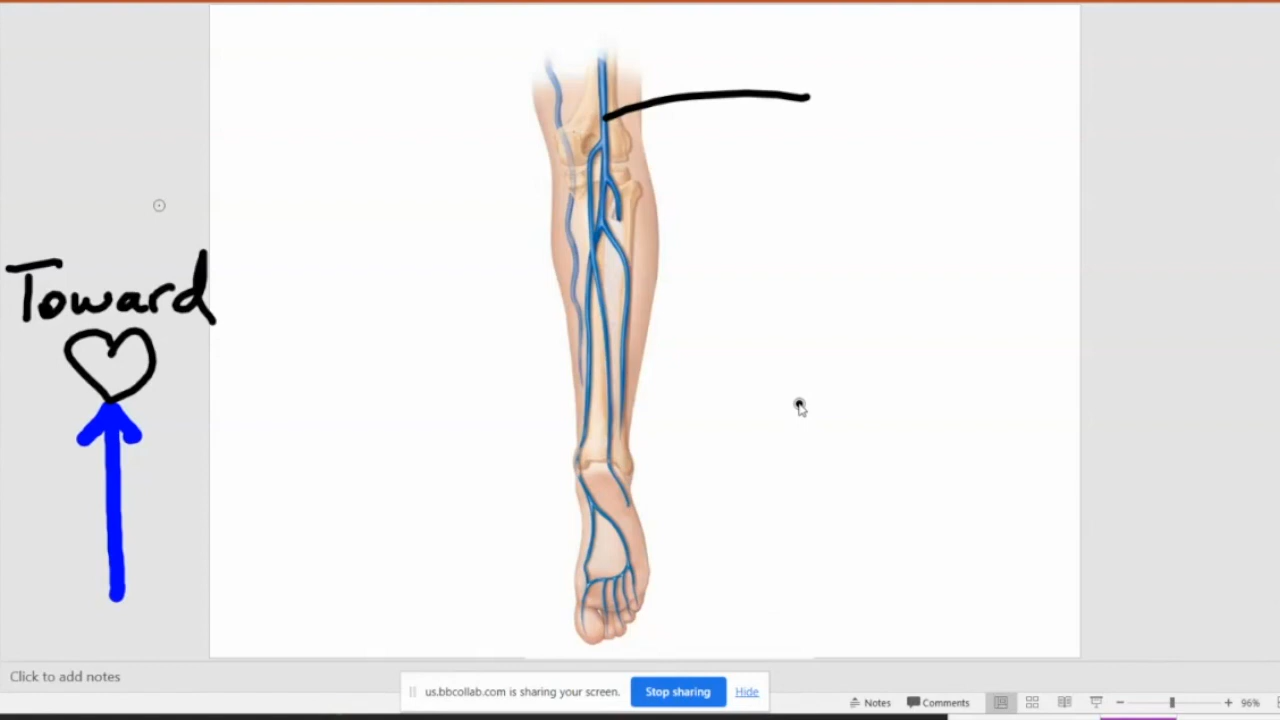 Toward
Click to add notes
us.bbcollab.com is sharing your screen.
Stop sharing
Hide
Notes
Comments
96%